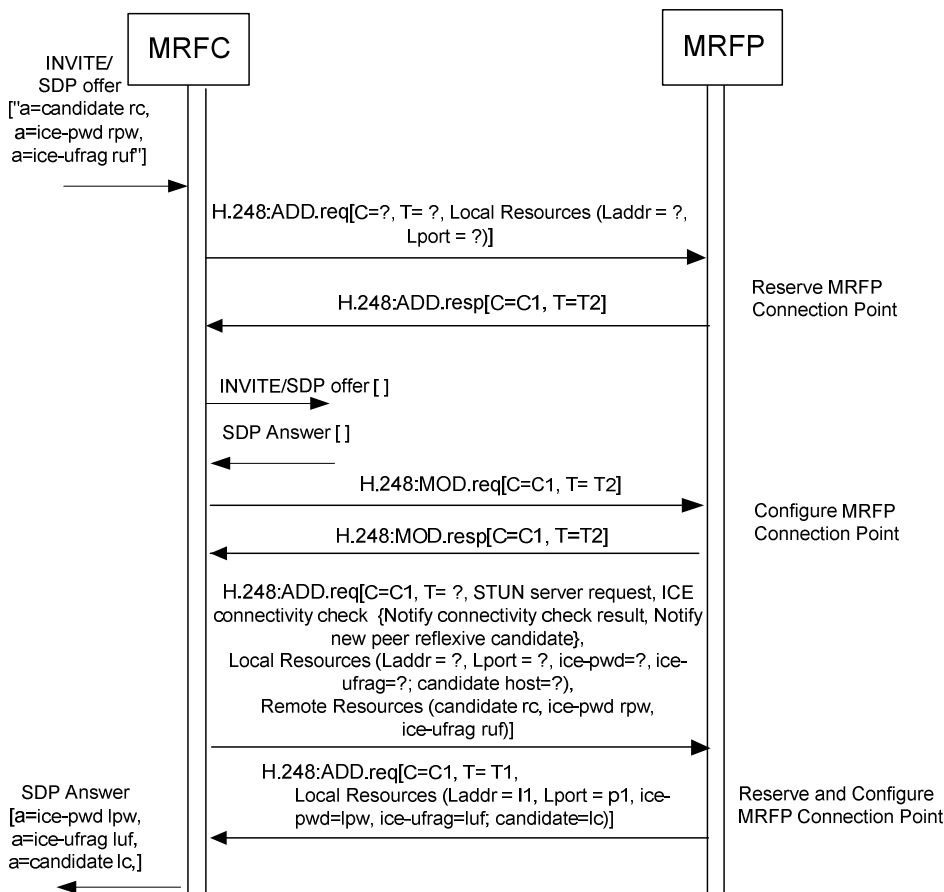 MRFC
MRFP
INVITE/
SDP offer
["a=candidate rc,
a=ice-pwd rpw,
a=ice-ufrag ruf"]
H.248:ADD.req[C=?, T= ?, Local Resources (Laddr = ?,
Lport = ?)]
Reserve MRFP
Connection Point
H.248:ADD.resp[C=C1, T=T2]
INVITE/SDP offer [ ]
SDP Answer [ ]
H.248:MOD.req[C=C1, T= T2]
Configure MRFP
Connection Point
H.248:MOD.resp[C=C1, T=T2]
H.248:ADD.req[C=C1, T= ?, STUN server request, ICE
connectivity check {Notify connectivity check result, Notify
new peer reflexive candidate},
Local Resources (Laddr = ?, Lport = ?, ice-pwd=?, ice-
ufrag=?; candidate host=?),
Remote Resources (candidate rc, ice-pwd rpw,
ice-ufrag ruf)]
H.248:ADD.req[C=C1, T= T1,
Local Resources (Laddr = l1, Lport = p1, ice-
pwd=lpw, ice-ufrag=luf; candidate=lc)]
Reserve and Configure
MRFP Connection Point
SDP Answer
[a=ice-pwd lpw,
a=ice-ufrag luf,
a=candidate lc,]